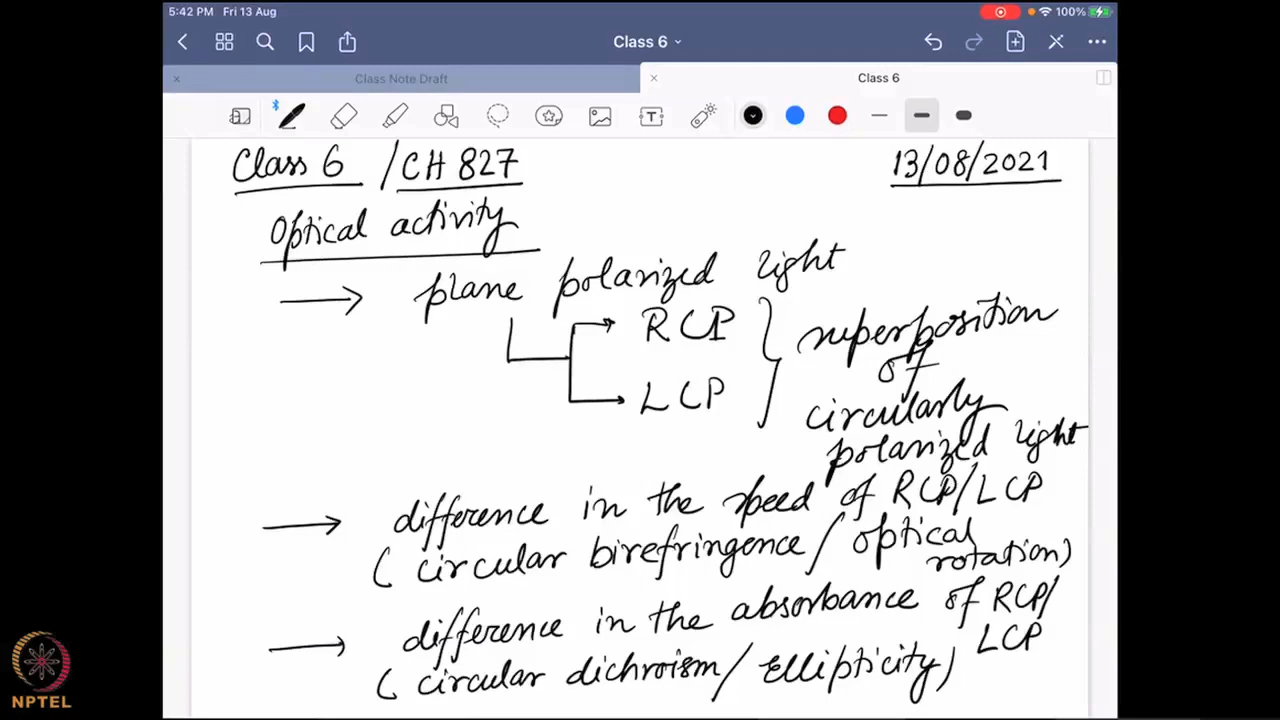 5:42 PM Fri 13 Aug
100%
Class 6
Class Note Draft
Class 6
T
Class 6 / CH 827
13/08/2021
Optical activity
plane polarized light
RCP
LCP
superposition
of
circularly
polarized light
difference in the speed of RCP/LCP
(circular birefringence/optical
rotation)
difference in the absorbance of RCP/
LCP
(circular dichroism/Ellipticity)
NPTEL